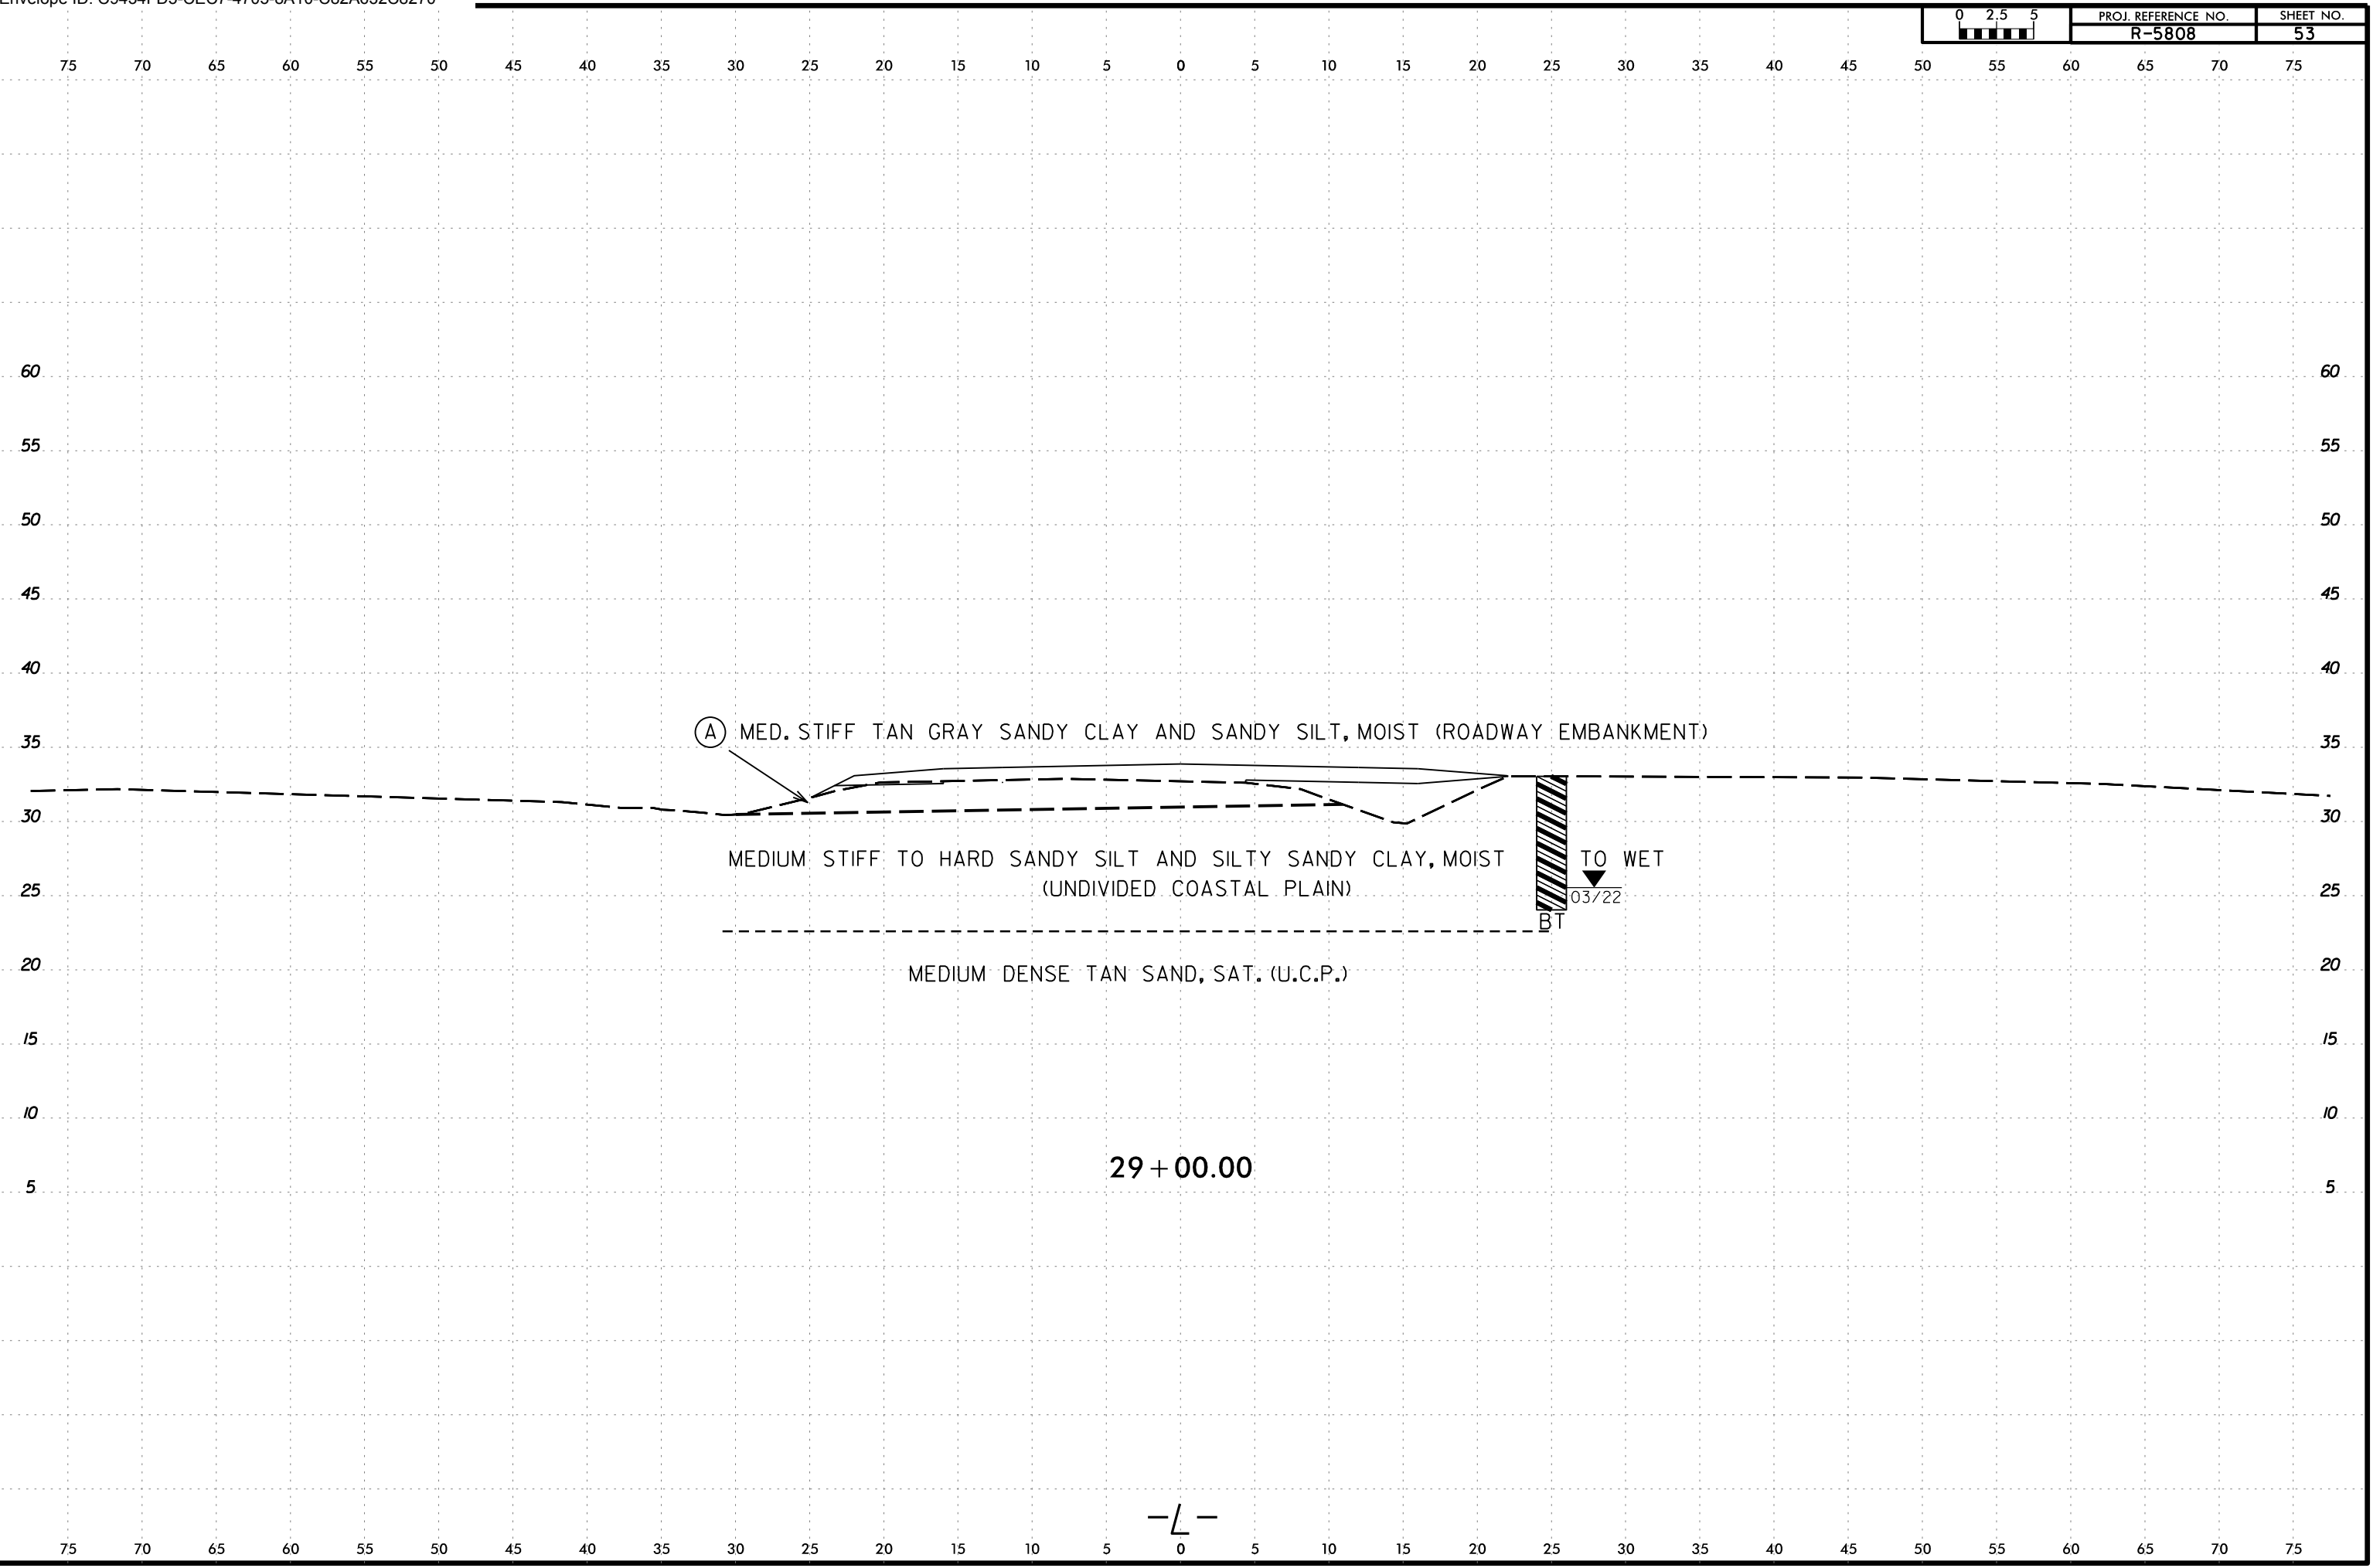 0 2.5 5
PROJ. REFERENCE NO.
SHEET NO.
R-5808
53
75 70 65 60 55 50 45 40 35 30 25 20 15 10 5 0 5 10 15 20 25 30 35 40 45 50 55 60 65 70 75
60 60
55 55
50 50
45 45
40 40
35 35
A MED. STIFF TAN GRAY SANDY CLAY AND SANDY SILT, MOIST (ROADWAY EMBANKMENT)
30 30
MEDIUM STIFF TO HARD SANDY SILT AND SILTY SANDY CLAY, MOIST TO WET
(UNDIVIDED COASTAL PLAIN)
25 25
03/22
BT
20 20
MEDIUM DENSE TAN SAND, SAT. (U.C.P.)
15 15
10 10
29+00.00
5 5
-L-
75 70 65 60 55 50 45 40 35 30 25 20 15 10 5 0 5 10 15 20 25 30 35 40 45 50 55 60 65 70 75